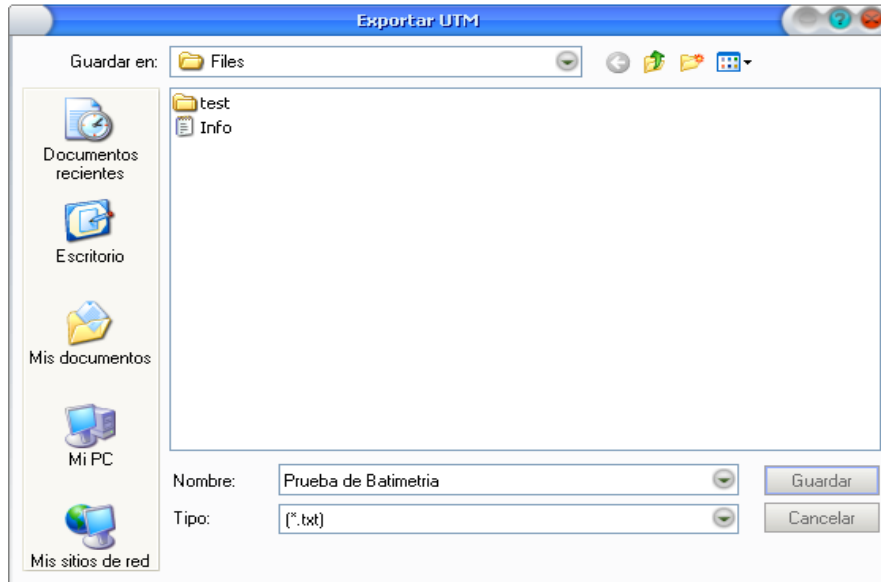 Exportar UTM
Guardar en:
Files
Documentos
recientes
Escritorio
Mis documentos
Mi PC
Mis sitios de red
test
Info
Nombre:
Prueba de Batimetria
Guardar
Tipo:
(*.txt)
Cancelar